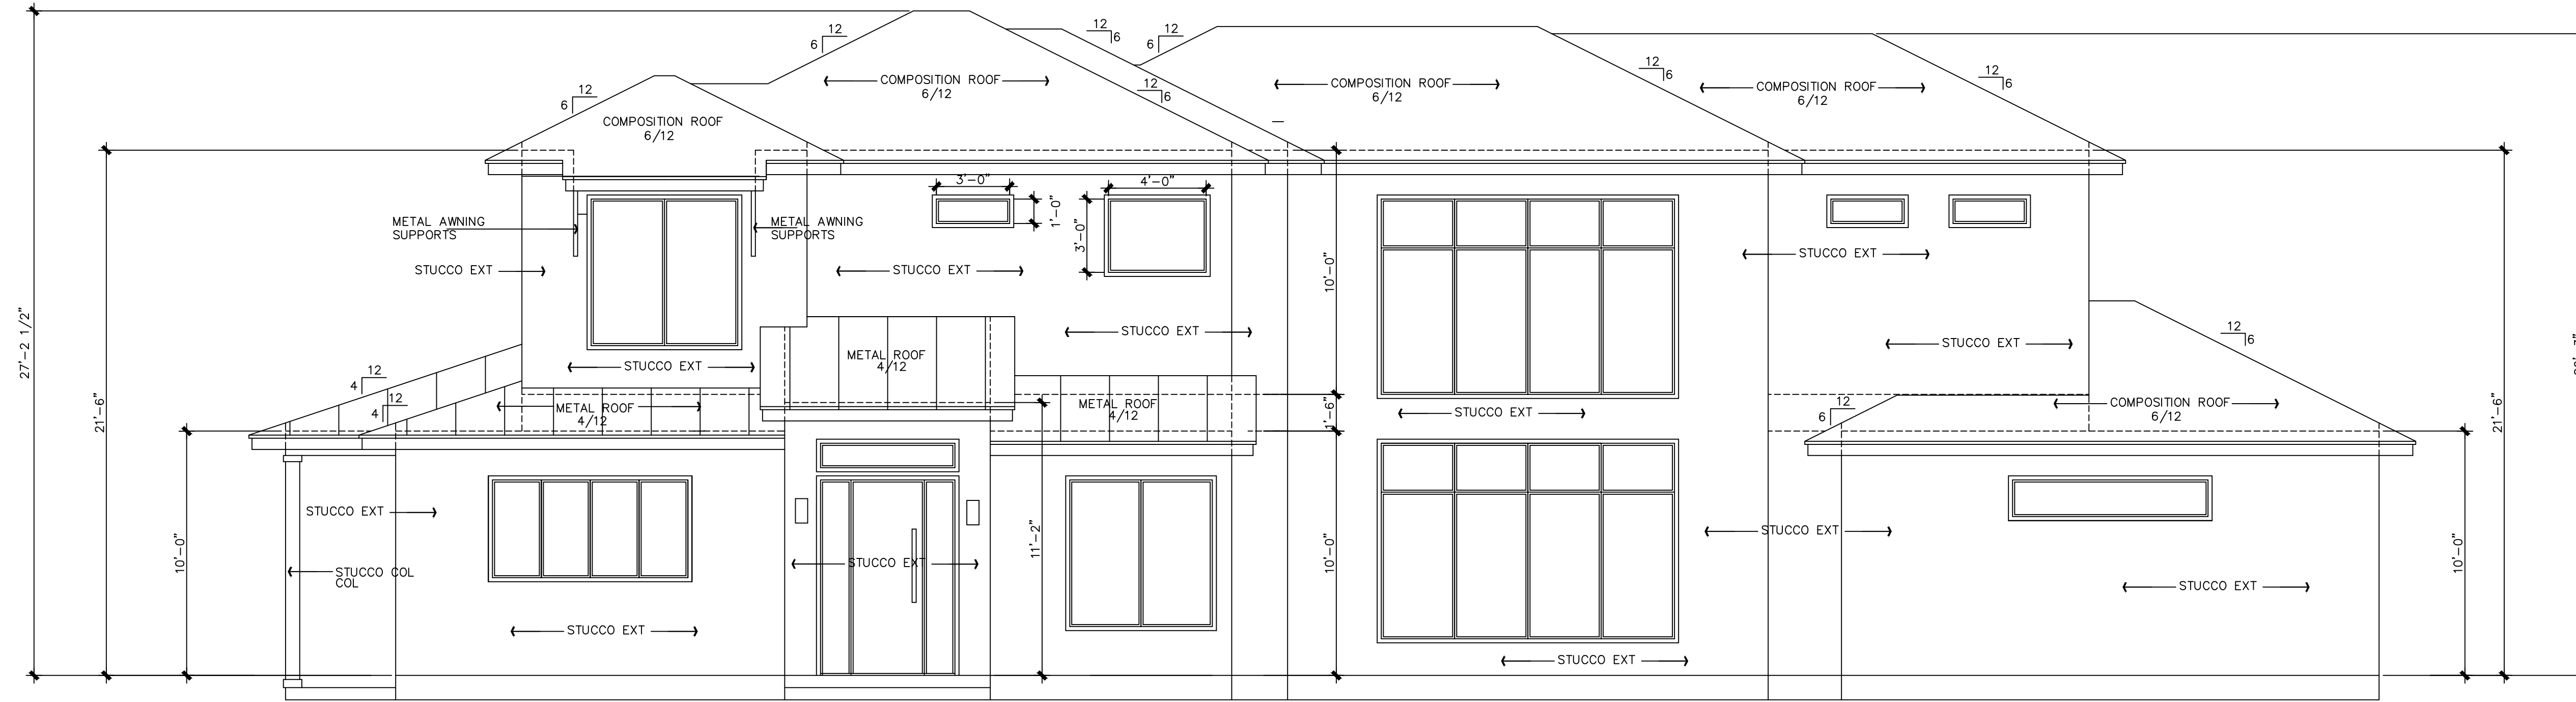 12
6
12
6
12
6
12
6
12
6
12
6
12
6
COMPOSITION ROOF
6/12
COMPOSITION ROOF
6/12
COMPOSITION ROOF
6/12
COMPOSITION ROOF
6/12
3'-0"
1'-0"
4'-0"
3'-0"
METAL AWNING
SUPPORTS
METAL AWNING
SUPPORTS
STUCCO EXT
STUCCO EXT
STUCCO EXT
STUCCO EXT
STUCCO EXT
STUCCO EXT
27'-2 1/2"
21'-6"
10'-0"
12
6
METAL ROOF
4/12
12
4
12
4
METAL ROOF
4/12
METAL ROOF
4/12
1'-6"
STUCCO EXT
12
6
COMPOSITION ROOF
6/12
21'-6"
10'-0"
STUCCO EXT
STUCCO COL
COL
STUCCO EXT
STUCCO EXT
11'-2"
10'-0"
STUCCO EXT
STUCCO EXT
STUCCO EXT
10'-0"